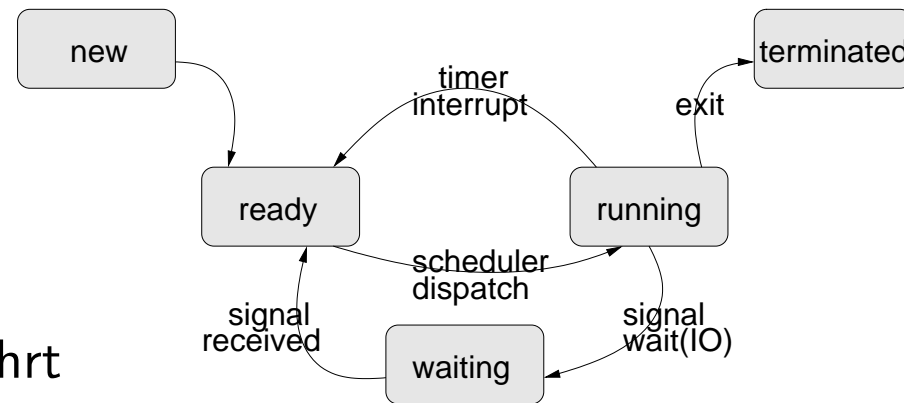 new
terminated
timer
interrupt
exit
ready
running
scheduler
dispatch
signal
received
signal
wait(IO)
waiting
hrt